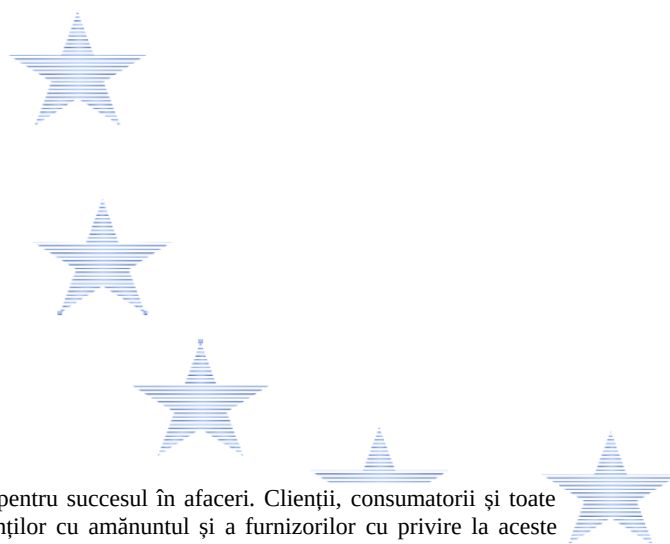 pentru succesul în afaceri. Clienții, consumatorii și toate
nților cu amănuntul și a furnizorilor cu privire la aceste